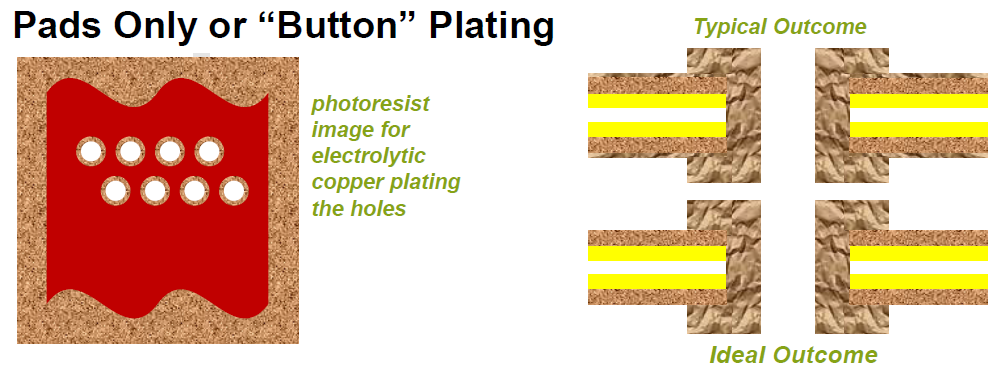 Pads Only or “Button” Plating
Typical Outcome
photoresist
image for
electrolytic
copper plating
the holes
Ideal Outcome